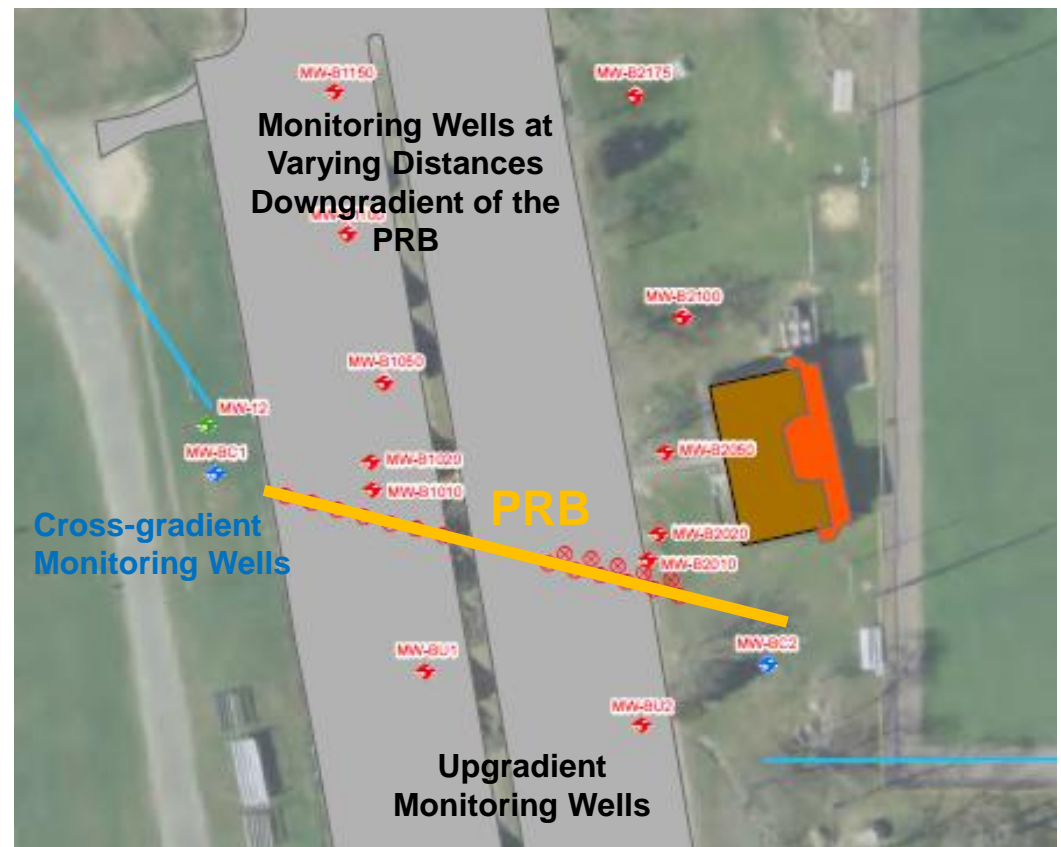 MW-B1150
MW-B2175
Monitoring Wells at
Varying Distances
Downgradient of the
PRB
MW-B2100
MW-B1050
MW-12
MW-BC1
MW-B1020
MW-B2050
MW-B1010
PRB
Cross-gradient
Monitoring Wells
MW-B2020
MW-B2010
MW-BU1
MW-BC2
MW-BU2
Upgradient
Monitoring Wells